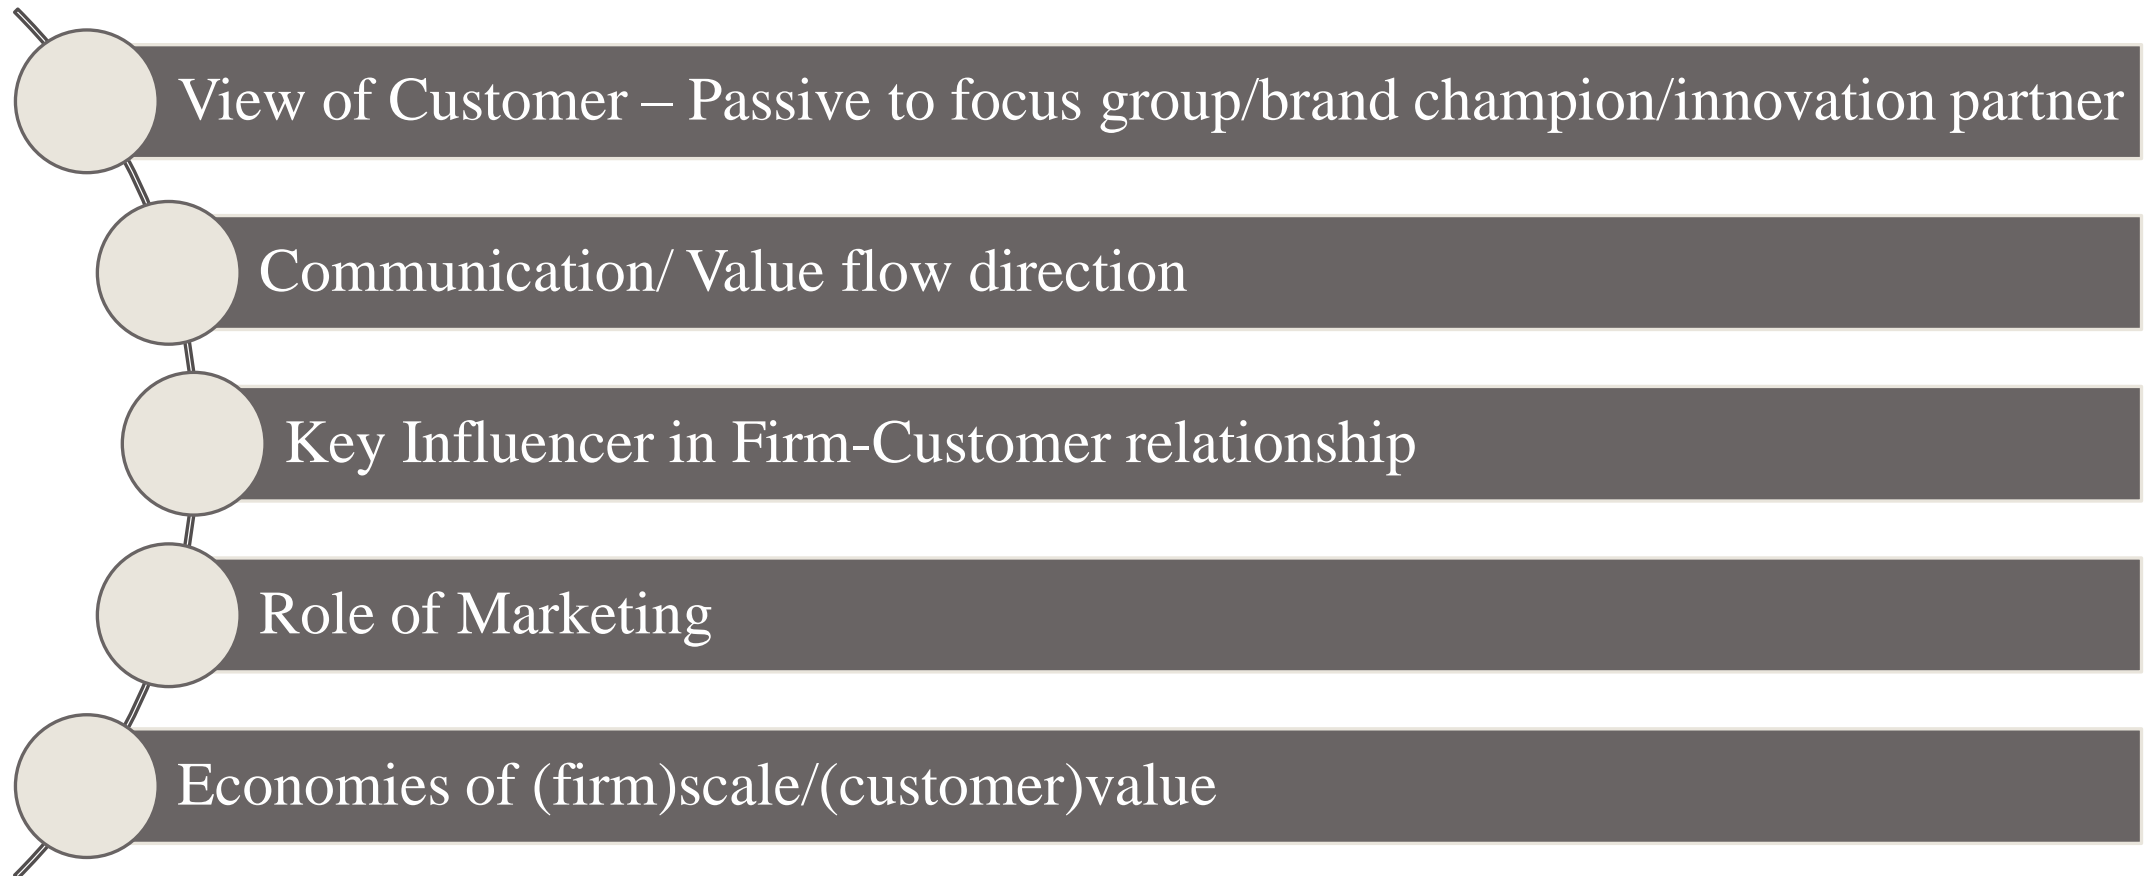 View of Customer – Passive to focus group/brand champion/innovation partner
Communication/ Value flow direction
Key Influencer in Firm-Customer relationship
Role of Marketing
Economies of (firm)scale/(customer)value